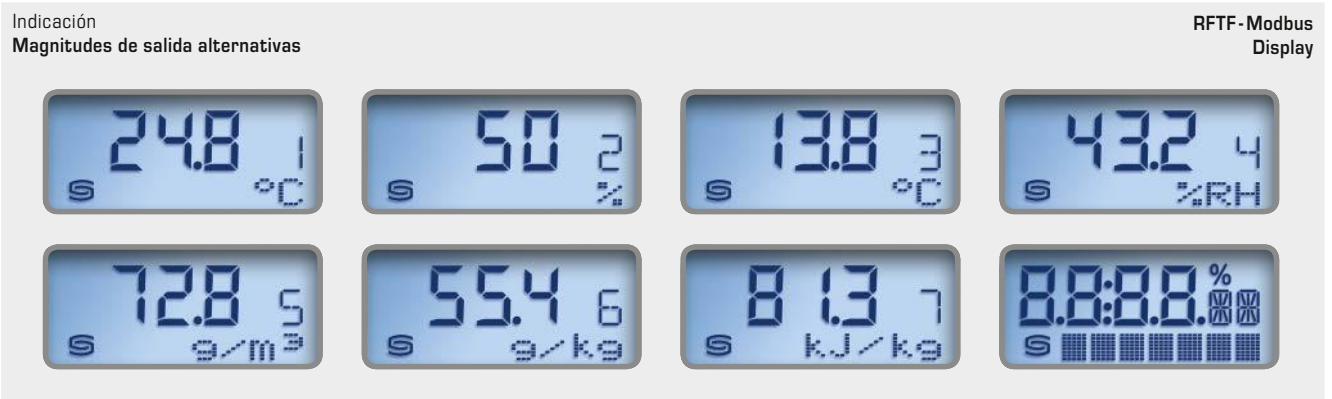 Indicación
Magnitudes de salida alternativas
RFTF-Modbus
Display
24.8 1
°C
50 2
%
13.8 3
°C
43.2 4
%RH
72.8 5
g/m³
55.4 6
g/kg
81.3 7
kJ/kg
8.8:8.8.%